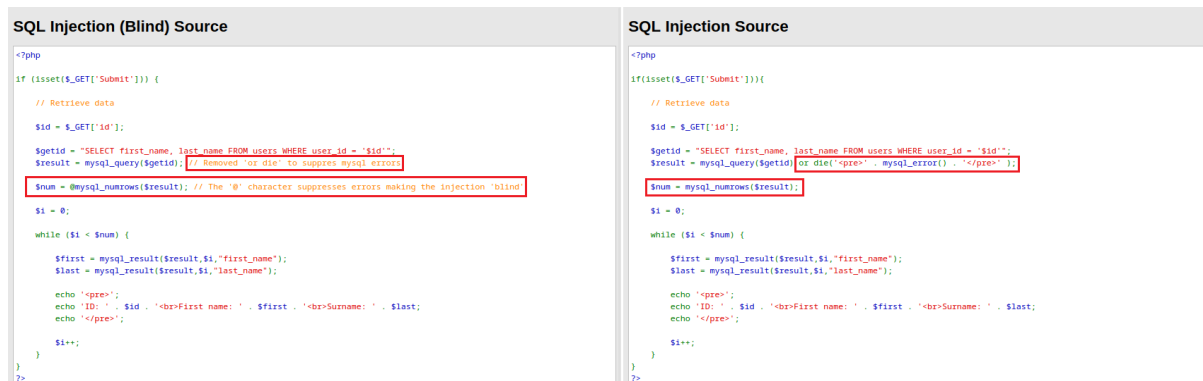 SQL Injection (Blind) Source
<?php
if (isset($_GET['Submit'])) {
// Retrieve data
$id = $_GET['id'];
$getid = "SELECT first_name, last_name FROM users WHERE user_id = '$id'";
$result = mysql_query($getid); // Removed 'or die' to suppres mysql errors
$num = @mysql_numrows($result); // The '@' character suppresses errors making the injection 'blind'
$i = 0;
while ($i < $num) {
$first = mysql_result($result,$i,"first_name");
$last = mysql_result($result,$i,"last_name");
echo '<pre>';
echo 'ID: ' . $id . '<br>First name: ' . $first . '<br>Surname: ' . $last;
echo '</pre>';
$i++;
}
}
?>
SQL Injection Source
<?php
if(isset($_GET['Submit'])){
// Retrieve data
$id = $_GET['id'];
$getid = "SELECT first_name, last_name FROM users WHERE user_id = '$id'";
$result = mysql_query($getid) or die('<pre>' . mysql_error() . '</pre>' );
$num = mysql_numrows($result);
$i = 0;
while ($i < $num) {
$first = mysql_result($result,$i,"first_name");
$last = mysql_result($result,$i,"last_name");
echo '<pre>';
echo 'ID: ' . $id . '<br>First name: ' . $first . '<br>Surname: ' . $last;
echo '</pre>';
$i++;
}
}
?>